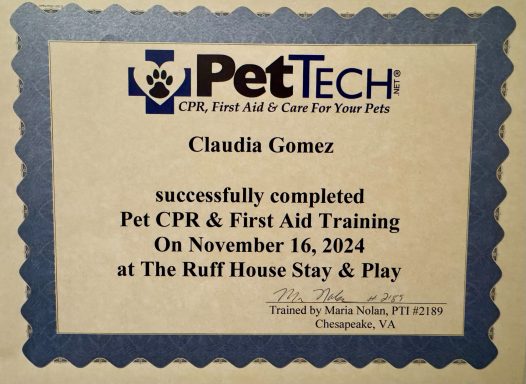 PetTech .NET®
CPR, First Aid & Care For Your Pets
Claudia Gomez
successfully completed
Pet CPR & First Aid Training
On November 16, 2024
at The Ruff House Stay & Play
M Nolan #2189
Trained by Maria Nolan, PTI #2189
Chesapeake, VA